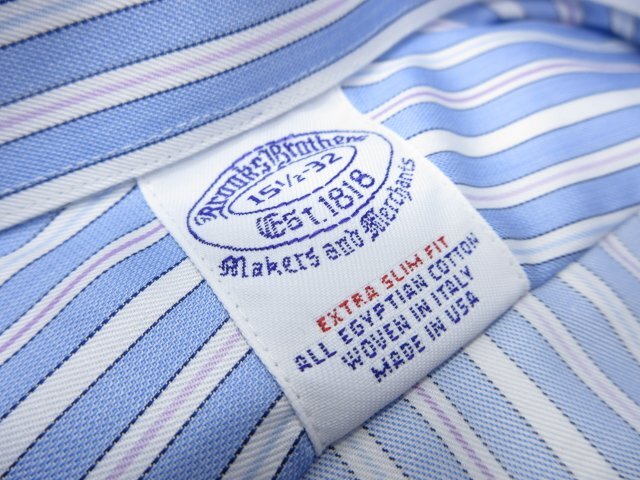 Brooks Brothers
15½-32
Est. 1818
Makers and Merchants
EXTRA SLIM FIT
ALL EGYPTIAN COTTON
WOVEN IN ITALY
MADE IN USA